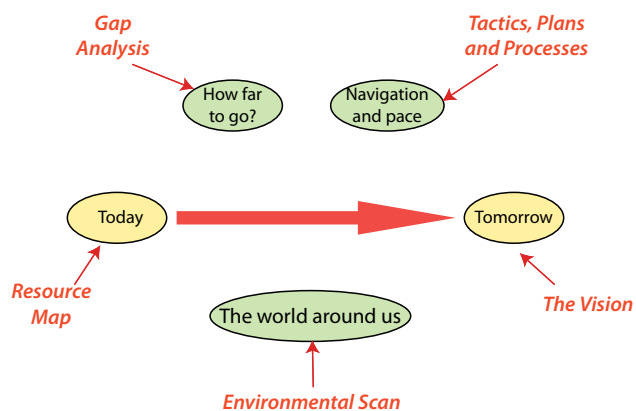 Gap
Analysis
Tactics, Plans
and Processes
How far
to go?
Navigation
and pace
Today
Tomorrow
Resource
Map
The Vision
The world around us
Environmental Scan